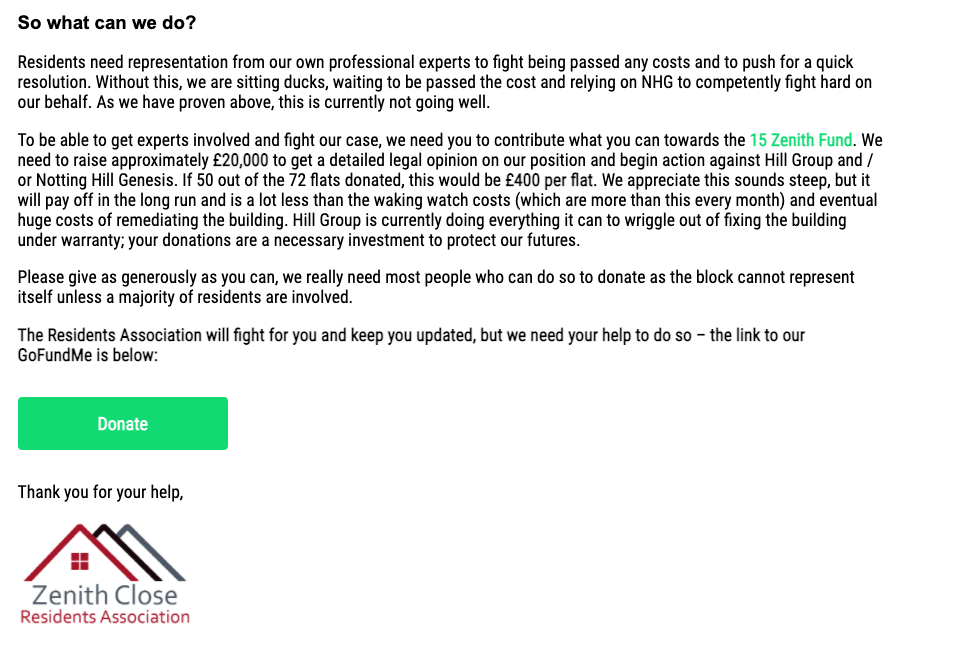 So what can we do?
Residents need representation from our own professional experts to fight being passed any costs and to push for a quick
resolution. Without this, we are sitting ducks, waiting to be passed the cost and relying on NHG to competently fight hard on
our behalf. As we have proven above, this is currently not going well.
To be able to get experts involved and fight our case, we need you to contribute what you can towards the 15 Zenith Fund. We
need to raise approximately £20,000 to get a detailed legal opinion on our position and begin action against Hill Group and /
or Notting Hill Genesis. If 50 out of the 72 flats donated, this would be £400 per flat. We appreciate this sounds steep, but it
will pay off in the long run and is a lot less than the waking watch costs (which are more than this every month) and eventual
huge costs of remediating the building. Hill Group is currently doing everything it can to wriggle out of fixing the building
under warranty; your donations are a necessary investment to protect our futures.
Please give as generously as you can, we really need most people who can do so to donate as the block cannot represent
itself unless a majority of residents are involved.
The Residents Association will fight for you and keep you updated, but we need your help to do so – the link to our
GoFundMe is below:
Donate
Thank you for your help,
Zenith Close
Residents Association